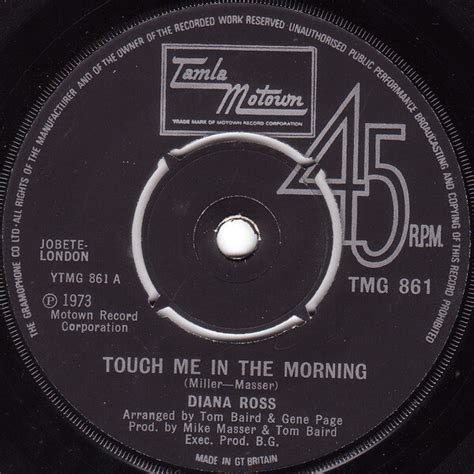 THE GRAMOPHONE CO LTD·ALL RIGHTS OF THE MANUFACTURER AND OF THE OWNER OF THE RECORDED WORK RESERVED·UNAUTHORISED PUBLIC PERFORMANCE BROADCASTING AND COPYING OF THIS RECORD PROHIBITED
Tamla
Motown
TRADE MARK OF MOTOWN RECORD CORPORATION
45
R.P.M.
JOBETE-
LONDON
YTMG 861 A
TMG 861
℗ 1973
Motown Record
Corporation
TOUCH ME IN THE MORNING
(Miller—Masser)
DIANA ROSS
Arranged by Tom Baird & Gene Page
Prod. by Mike Masser & Tom Baird
Exec. Prod. B.G.
MADE IN GT BRITAIN